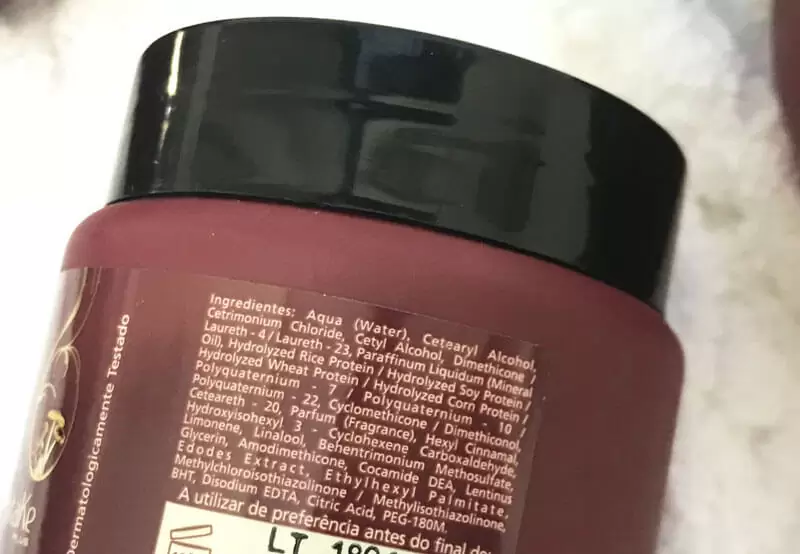 Ingredientes: Aqua (Water), Cetearyl Alcohol,
Cetrimonium Chloride, Cetyl Alcohol, Dimethicone /
Laureth - 4 / Laureth - 23, Paraffinum Liquidum (Mineral
Oil), Hydrolyzed Rice Protein / Hydrolyzed Soy Protein /
Hydrolyzed Wheat Protein / Hydrolyzed Corn Protein /
Polyquaternium - 7 / Polyquaternium - 10 /
Polyquaternium - 22, Cyclomethicone / Dimethiconol,
Ceteareth - 20, Parfum (Fragrance), Hexyl Cinnamal,
Hydroxyisohexyl 3 - Cyclohexene Carboxaldehyde,
Limonene, Linalool, Behentrimonium Methosulfate,
Glycerin, Amodimethicone, Cocamide DEA, Lentinus
Edodes Extract, Ethylhexyl Palmitate,
Methylchloroisothiazolinone / Methylisothiazolinone,
BHT, Disodium EDTA, Citric Acid, PEG-180M.
A utilizar de preferência antes do final de
LT
Dermatologicamente Testado